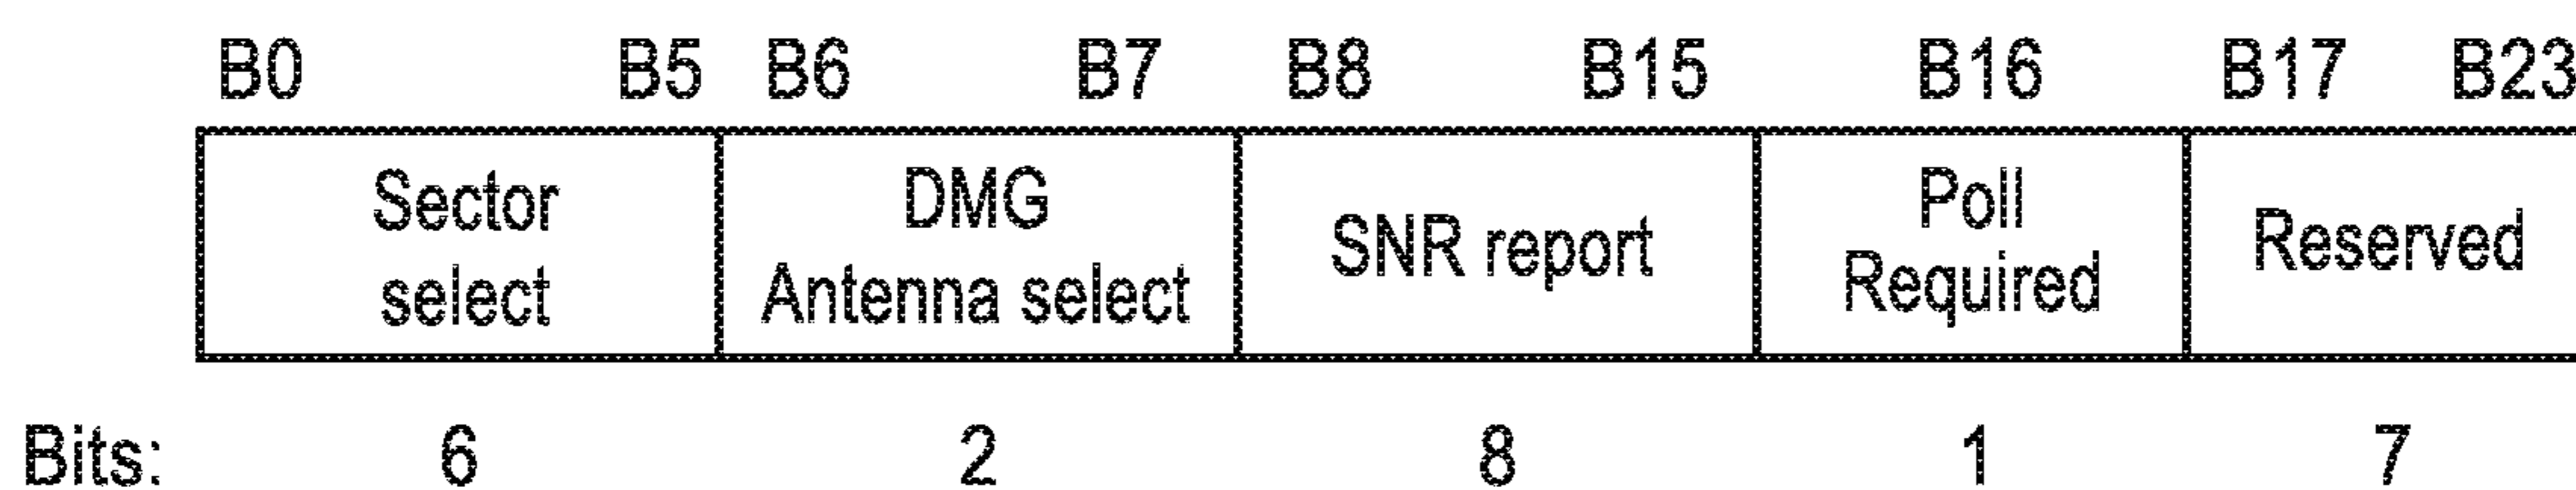 B0 B5 B6 B7 B8 B15 B16 B17 B23
Sector select
DMG Antenna select
SNR report
Poll Required
Reserved
Bits: 6 2 8 1 7